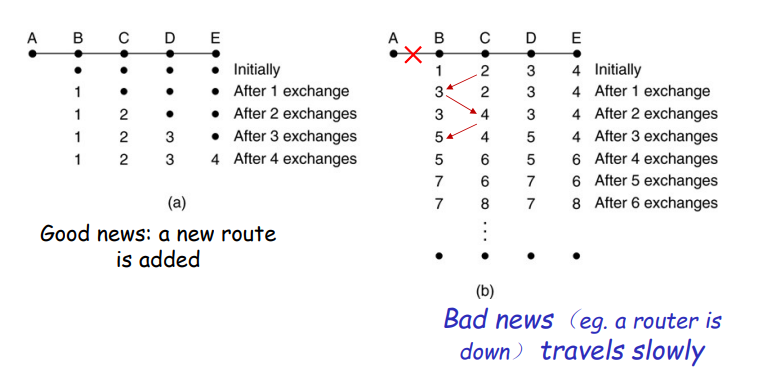 A B C D E
• • • • Initially
1 • • • After 1 exchange
1 2 • • After 2 exchanges
1 2 3 • After 3 exchanges
1 2 3 4 After 4 exchanges
(a)
Good news: a new route
is added
A B C D E
1 2 3 4 Initially
3 2 3 4 After 1 exchange
3 4 3 4 After 2 exchanges
5 4 5 4 After 3 exchanges
5 6 5 6 After 4 exchanges
7 6 7 6 After 5 exchanges
7 8 7 8 After 6 exchanges
⋮
• • • •
(b)
Bad news（eg. a router is
down）travels slowly